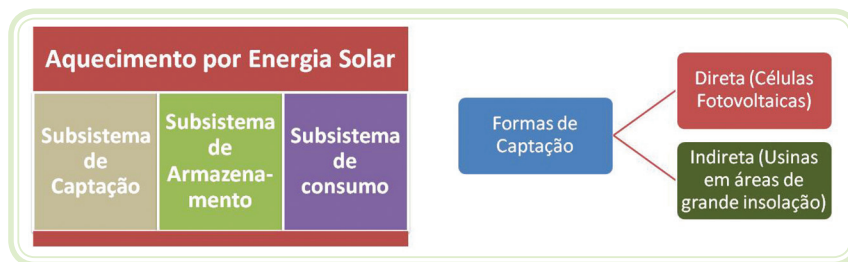 Aquecimento por Energia Solar
Subsistema
de
Captação
Subsistema
de
Armazena-
mento
Subsistema
de
consumo
Formas de
Captação
Direta (Células
Fotovoltaicas)
Indireta (Usinas
em áreas de
grande insolação)